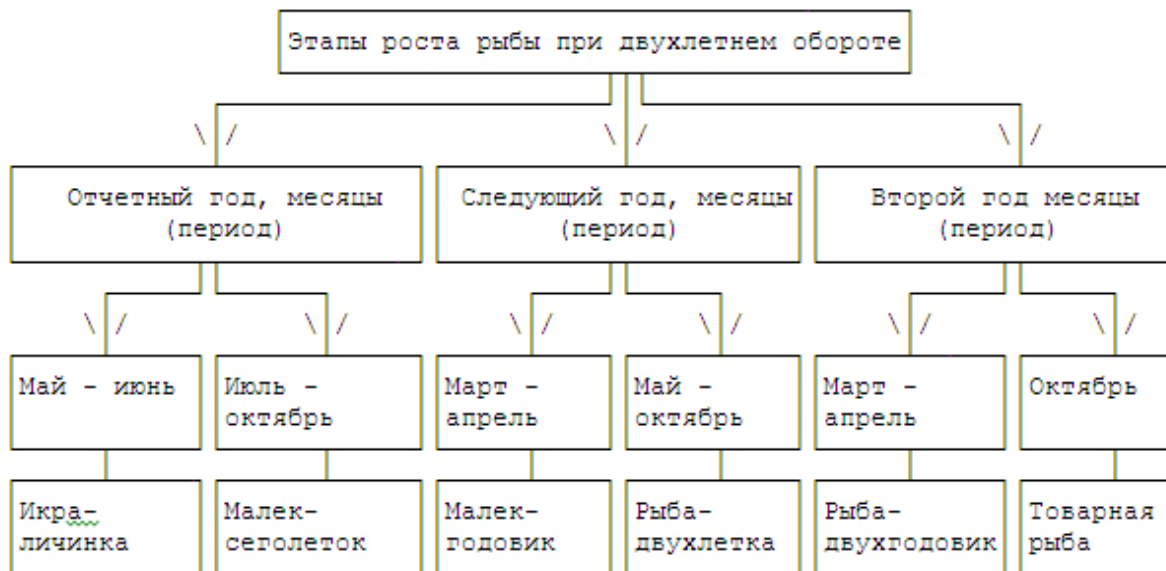 Этапы роста рыбы при двухлетнем обороте
\ / \ / \ /
Отчетный год, месяцы
(период)
Следующий год, месяцы
(период)
Второй год месяцы
(период)
\ / \ / \ / \ / \ / \ /
Май - июнь
Июль -
октябрь
Март -
апрель
Май
октябрь
Март -
апрель
Октябрь
Икра-
личинка
Малек-
сеголеток
Малек-
годовик
Рыба-
двухлетка
Рыба-
двухгодовик
Товарная
рыба